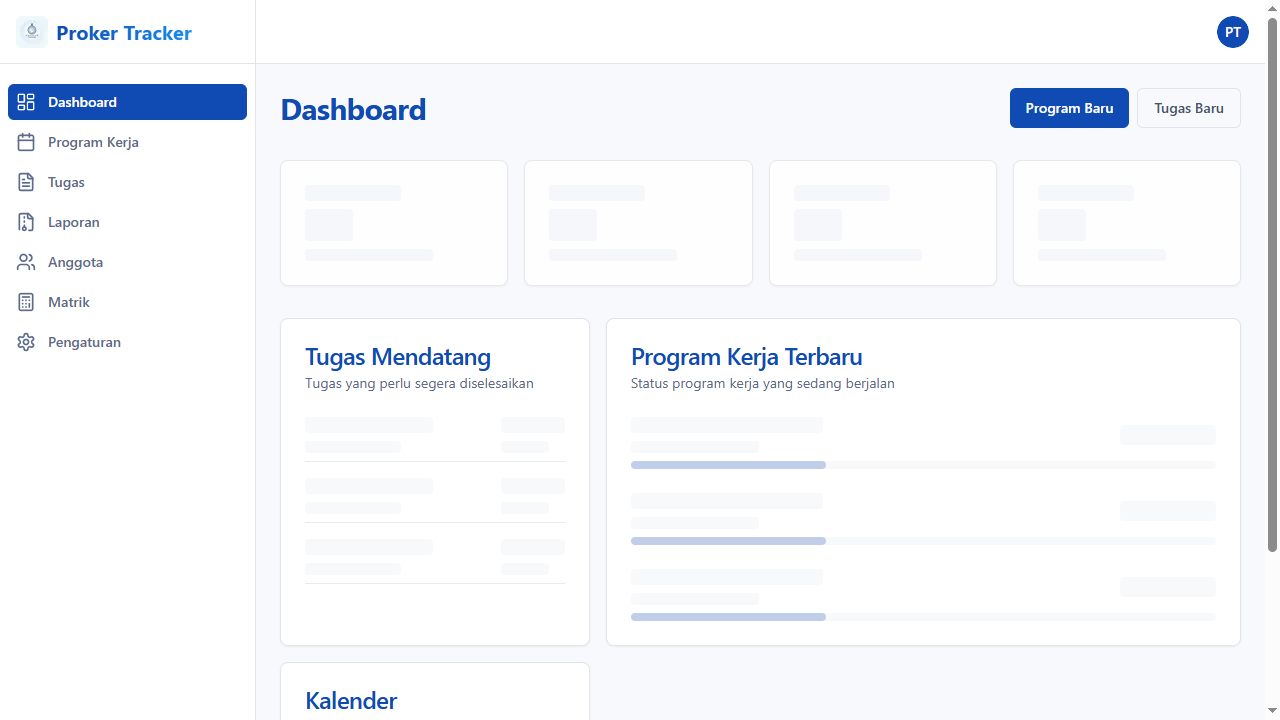 Proker Tracker
PT
Dashboard
Program Kerja
Tugas
Laporan
Anggota
Matrik
Pengaturan
Dashboard
Program Baru
Tugas Baru
Tugas Mendatang
Tugas yang perlu segera diselesaikan
Program Kerja Terbaru
Status program kerja yang sedang berjalan
Kalender